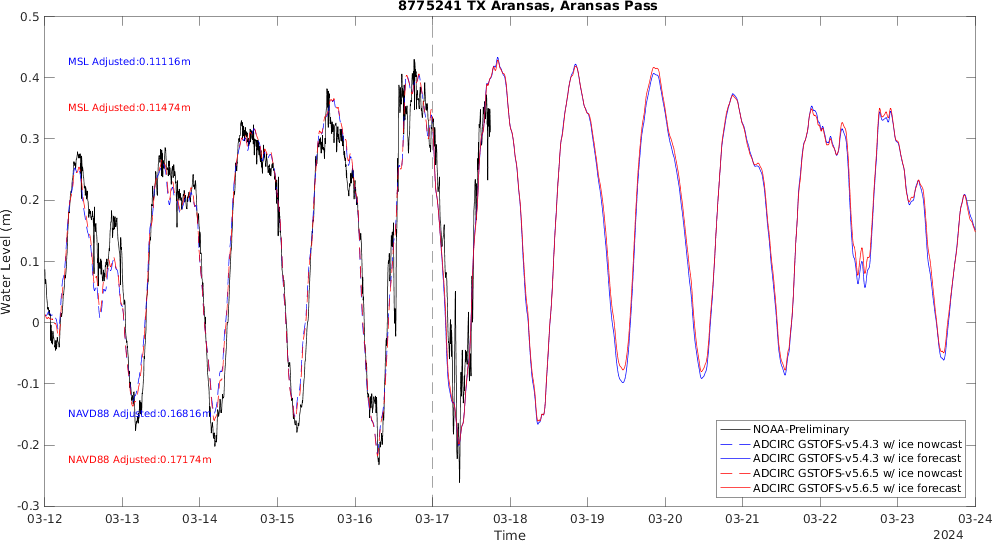 8775241 TX Aransas, Aransas Pass
0.5
0.4
0.3
0.2
0.1
0
-0.1
-0.2
-0.3
Water Level (m)
MSL Adjusted:0.11116m
MSL Adjusted:0.11474m
NAVD88 Adjusted:0.16816m
NAVD88 Adjusted:0.17174m
NOAA-Preliminary
ADCIRC GSTOFS-v5.4.3 w/ ice nowcast
ADCIRC GSTOFS-v5.4.3 w/ ice forecast
ADCIRC GSTOFS-v5.6.5 w/ ice nowcast
ADCIRC GSTOFS-v5.6.5 w/ ice forecast
03-12 03-13 03-14 03-15 03-16 03-17 03-18 03-19 03-20 03-21 03-22 03-23 03-24
Time
2024